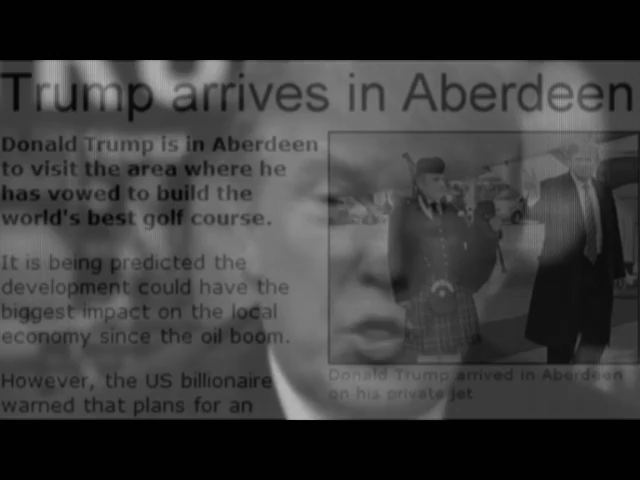 Trump arrives in Aberdeen
Donald Trump is in Aberdeen
to visit the area where he
has vowed to build the
world's best golf course.
It is being predicted the
development could have the
biggest impact on the local
economy since the oil boom.
However, the US billionaire
warned that plans for an
Donald Trump arrived in Aberdeen
on his private jet